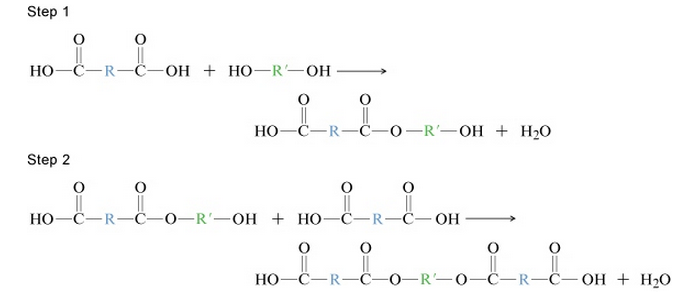 Step 1
O O
HO—C—R—C—OH + HO—R′—OH ⟶
O O
HO—C—R—C—O—R′—OH + H₂O
Step 2
O O O O
HO—C—R—C—O—R′—OH + HO—C—R—C—OH ⟶
O O O O
HO—C—R—C—O—R′—O—C—R—C—OH + H₂O